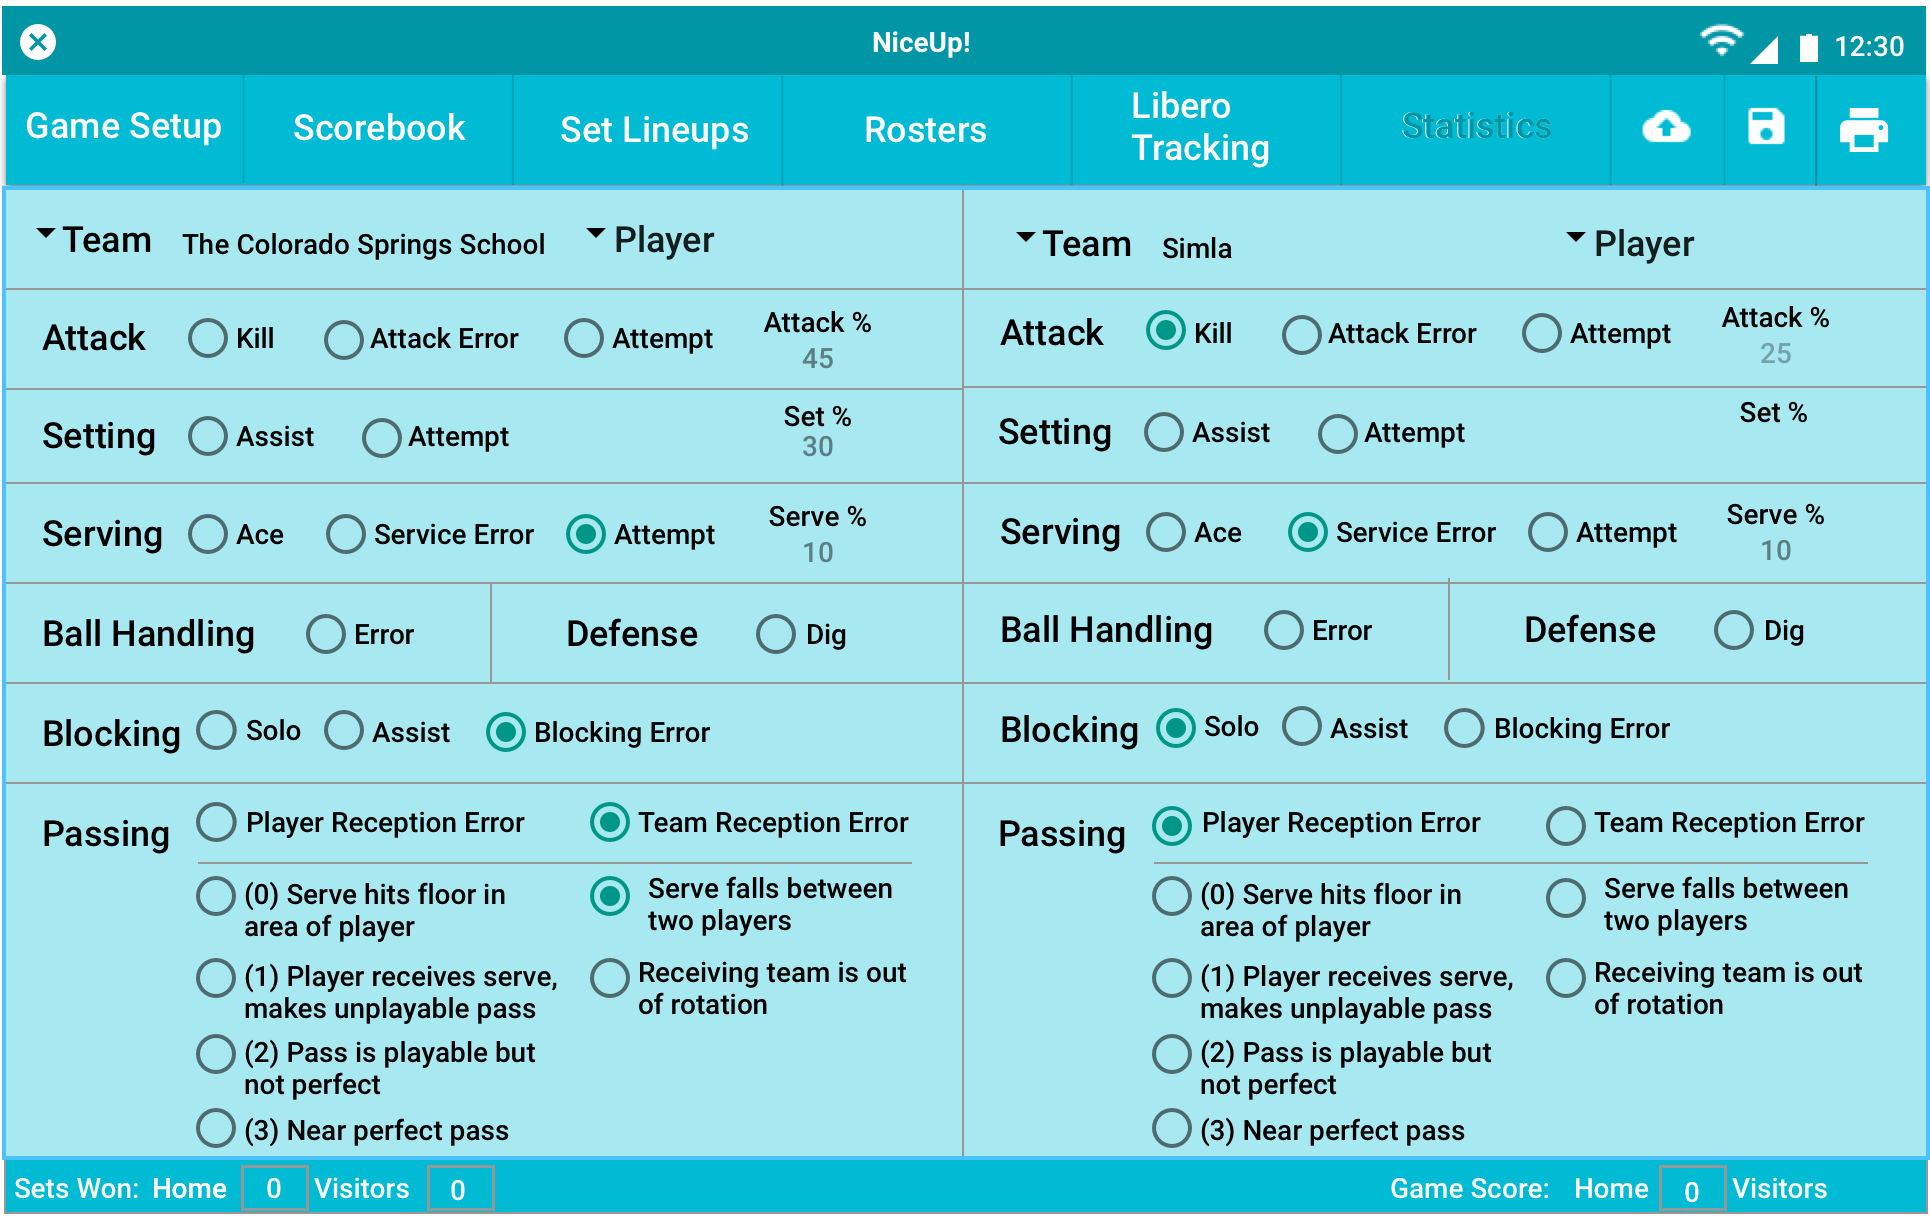 NiceUp!
12:30
Game Setup
Scorebook
Set Lineups
Rosters
Libero
Tracking
Statistics
Team The Colorado Springs School Player
Attack Kill Attack Error Attempt Attack %
45
Setting Assist Attempt Set %
30
Serving Ace Service Error Attempt Serve %
10
Ball Handling Error Defense Dig
Blocking Solo Assist Blocking Error
Passing Player Reception Error Team Reception Error
(0) Serve hits floor in
area of player
Serve falls between
two players
(1) Player receives serve,
makes unplayable pass
Receiving team is out
of rotation
(2) Pass is playable but
not perfect
(3) Near perfect pass
Team Simla Player
Attack Kill Attack Error Attempt Attack %
25
Setting Assist Attempt Set %
Serving Ace Service Error Attempt Serve %
10
Ball Handling Error Defense Dig
Blocking Solo Assist Blocking Error
Passing Player Reception Error Team Reception Error
(0) Serve hits floor in
area of player
Serve falls between
two players
(1) Player receives serve,
makes unplayable pass
Receiving team is out
of rotation
(2) Pass is playable but
not perfect
(3) Near perfect pass
Sets Won: Home 0 Visitors 0
Game Score: Home 0 Visitors